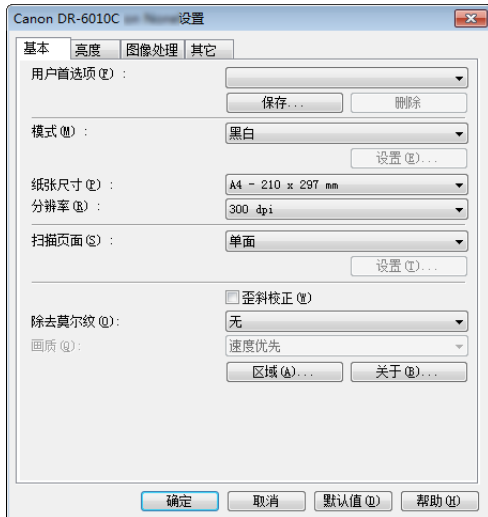 Canon DR-6010C 设置
基本 亮度 图像处理 其它
用户首选项(F) :
保存... 删除
模式(M) : 黑白
设置(E)...
纸张尺寸(P) : A4 - 210 x 297 mm
分辨率(R) : 300 dpi
扫描页面(S) : 单面
设置(T)...
歪斜校正(W)
除去莫尔纹(O): 无
画质(Q): 速度优先
区域(A)... 关于(B)...
确定 取消 默认值(D) 帮助(H)